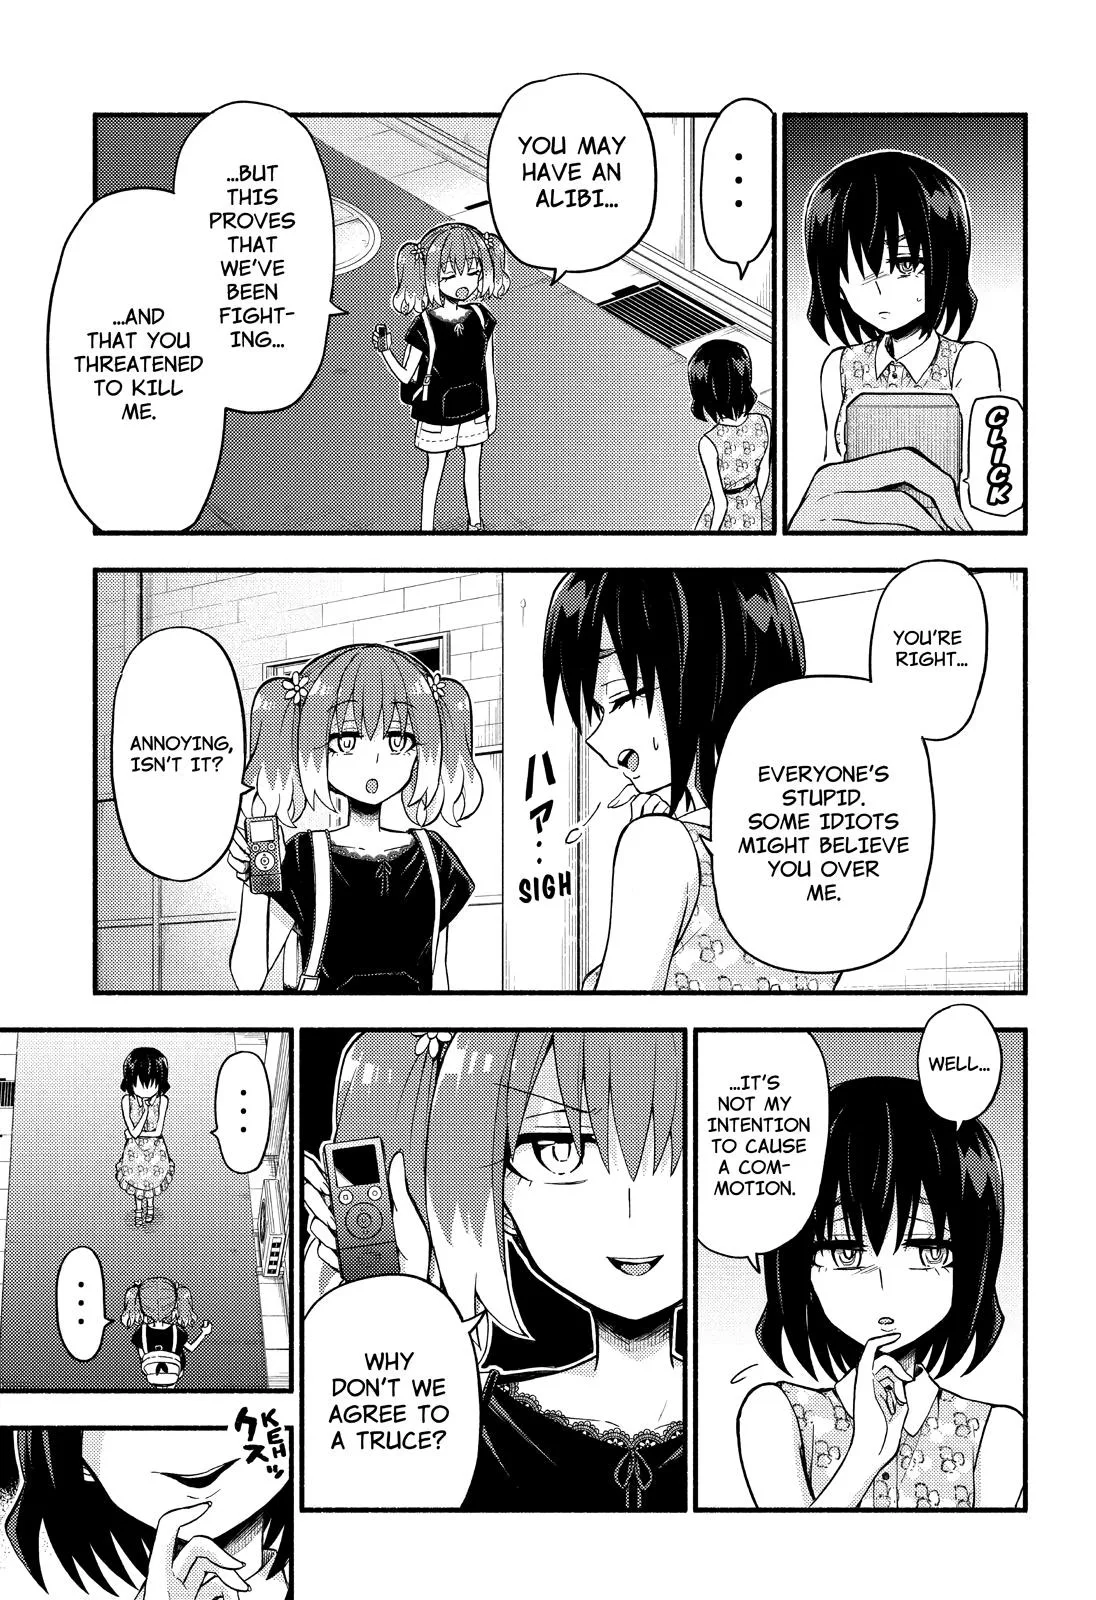 CLICK
...
YOU MAY
HAVE AN
ALIBI...
...BUT
THIS
PROVES
THAT
WE'VE
BEEN
FIGHT-
ING...
...AND
THAT YOU
THREATENED
TO KILL
ME.
YOU'RE
RIGHT...
EVERYONE'S
STUPID.
SOME IDIOTS
MIGHT BELIEVE
YOU OVER
ME.
ハァ...
SIGH
ANNOYING,
ISN'T IT?
WELL...
...IT'S
NOT MY
INTENTION
TO CAUSE
A COM-
MOTION.
WHY
DON'T WE
AGREE TO
A TRUCE?
...
...
クスッ
KEH